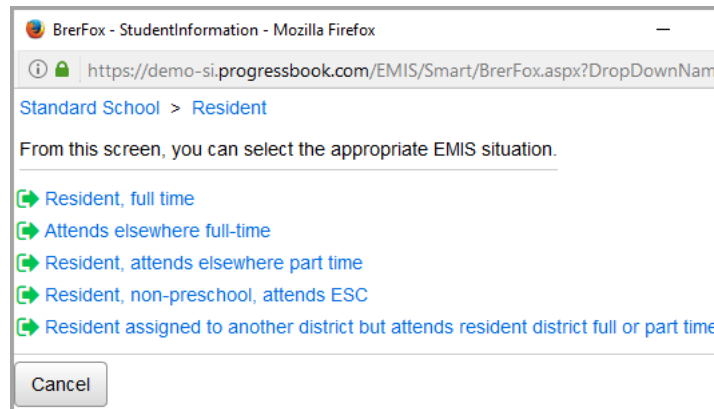 BrerFox - StudentInformation - Mozilla Firefox
https://demo-si.progressbook.com/EMIS/Smart/BrerFox.aspx?DropDownNam
Standard School > Resident
From this screen, you can select the appropriate EMIS situation.
Resident, full time
Attends elsewhere full-time
Resident, attends elsewhere part time
Resident, non-preschool, attends ESC
Resident assigned to another district but attends resident district full or part time
Cancel